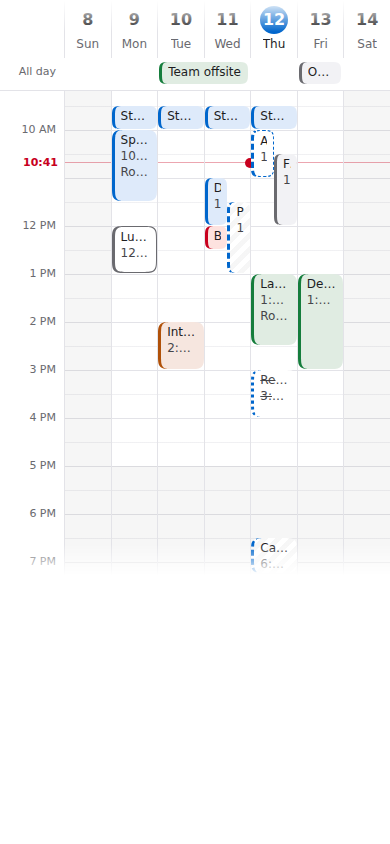 8 9 10 11 12 13 14
Sun Mon Tue Wed Thu Fri Sat
All day Team offsite O…
St… St… St… St…
10 AM
Sp… A
10… 1
Ro…
10:41
F
1
D
1
P
1
12 PM
Lu… B
12…
1 PM
La… De…
1:… 1:…
Ro…
2 PM
Int…
2:…
3 PM
Re…
3:…
4 PM
5 PM
6 PM
Ca…
6:…
7 PM